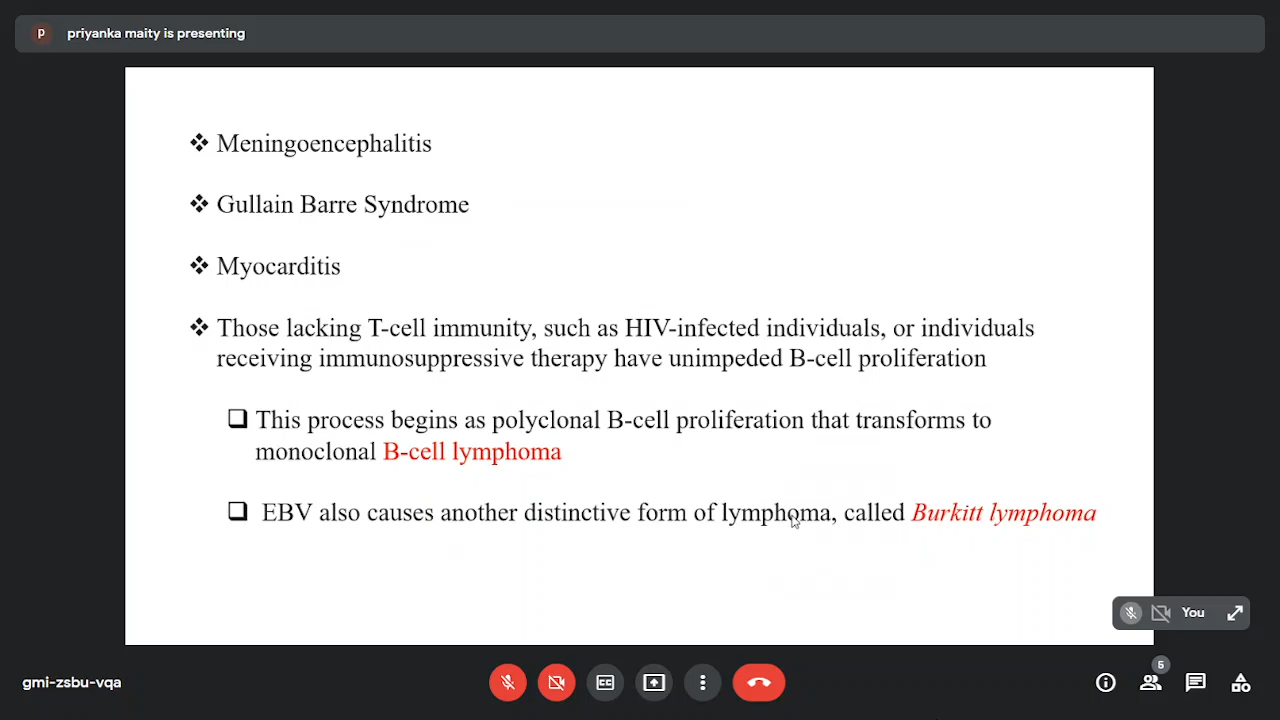 p
priyanka maity is presenting
❖ Meningoencephalitis
❖ Gullain Barre Syndrome
❖ Myocarditis
❖ Those lacking T-cell immunity, such as HIV-infected individuals, or individuals
receiving immunosuppressive therapy have unimpeded B-cell proliferation
❑ This process begins as polyclonal B-cell proliferation that transforms to
monoclonal B-cell lymphoma
❑ EBV also causes another distinctive form of lymphoma, called Burkitt lymphoma
You
gmi-zsbu-vqa
CC
5